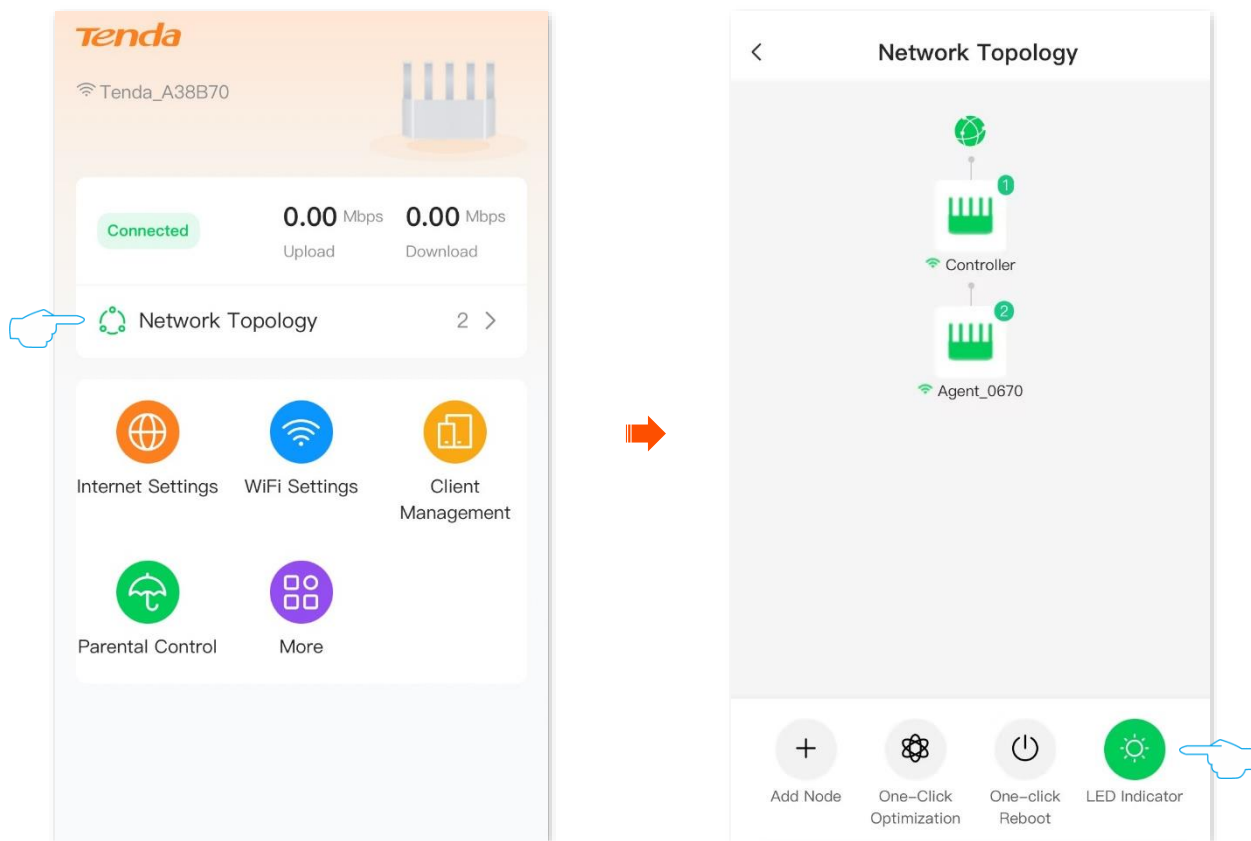 Tenda
Tenda_A38B70
Connected
0.00 Mbps
Upload
0.00 Mbps
Download
Network Topology
2
Internet Settings
WiFi Settings
Client
Management
Parental Control
More
Network Topology
1
Controller
2
Agent_0670
Add Node
One-Click
Optimization
One-click
Reboot
LED Indicator